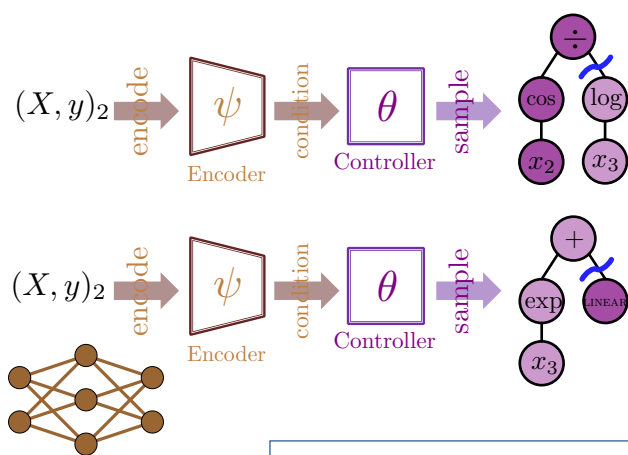 (X, y)₂ encode ψ Encoder condition θ Controller sample ÷ cos log x₂ x₃
(X, y)₂ encode ψ Encoder condition θ Controller sample + exp LINEAR x₃